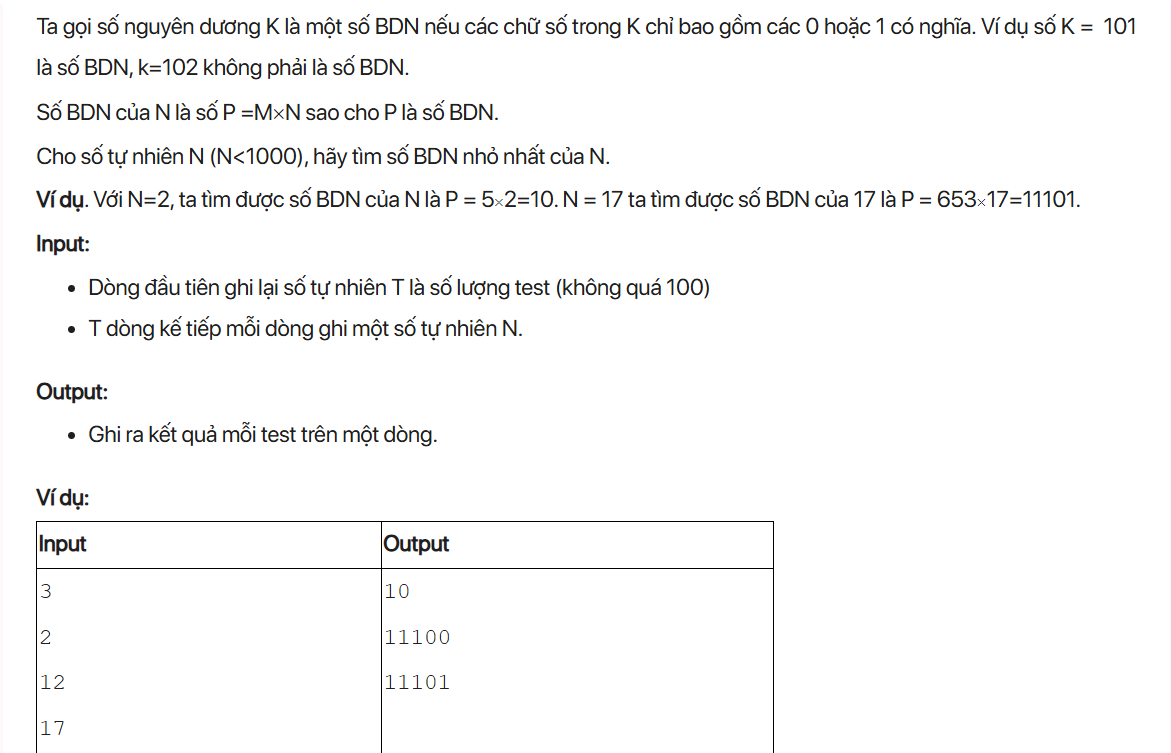 Ta gọi số nguyên dương K là một số BDN nếu các chữ số trong K chỉ bao gồm các 0 hoặc 1 có nghĩa. Ví dụ số K = 101
là số BDN, k=102 không phải là số BDN.
Số BDN của N là số P =M×N sao cho P là số BDN.
Cho số tự nhiên N (N<1000), hãy tìm số BDN nhỏ nhất của N.
Ví dụ. Với N=2, ta tìm được số BDN của N là P = 5×2=10. N = 17 ta tìm được số BDN của 17 là P = 653×17=11101.
Input:
• Dòng đầu tiên ghi lại số tự nhiên T là số lượng test (không quá 100)
• T dòng kế tiếp mỗi dòng ghi một số tự nhiên N.
Output:
• Ghi ra kết quả mỗi test trên một dòng.
Ví dụ:
Input Output
3 10
2 11100
12 11101
17